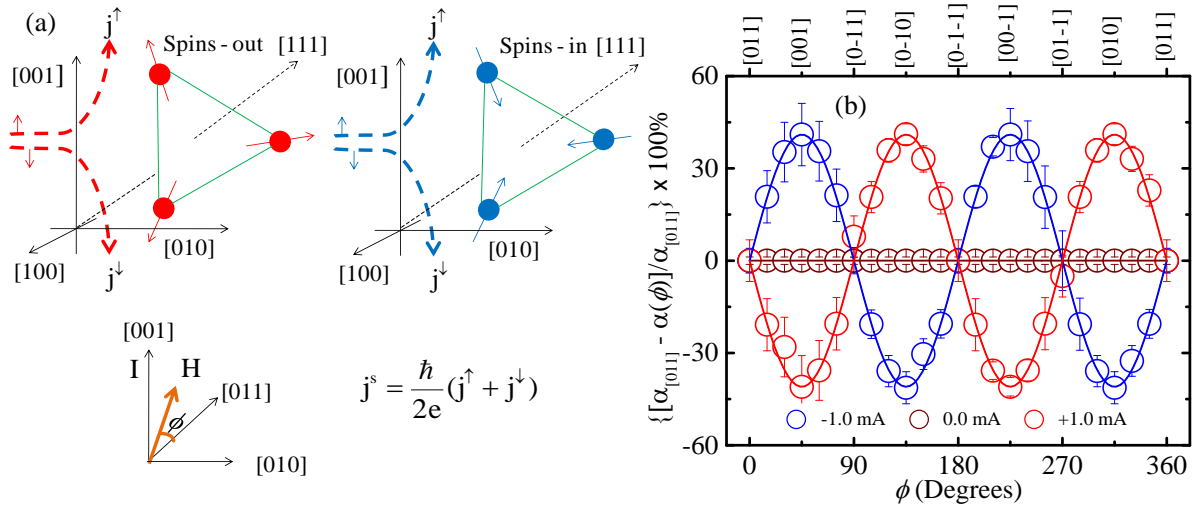 (a)
j↑
Spins - out
[111]
[001]
[010]
[100]
j↓
j↑
Spins - in [111]
[001]
[010]
[100]
j↓
[001]
I
H
[011]
ϕ
[010]
jˢ = ħ/2e (j↑ + j↓)
[011]
[001]
[0-11]
[0-10]
[0-1-1]
[00-1]
[01-1]
[010]
[011]
(b)
{[α[011] - α(ϕ)]/α[011]} x 100%
60
30
0
-30
-60
-1.0 mA
0.0 mA
+1.0 mA
0
90
180
270
360
ϕ (Degrees)